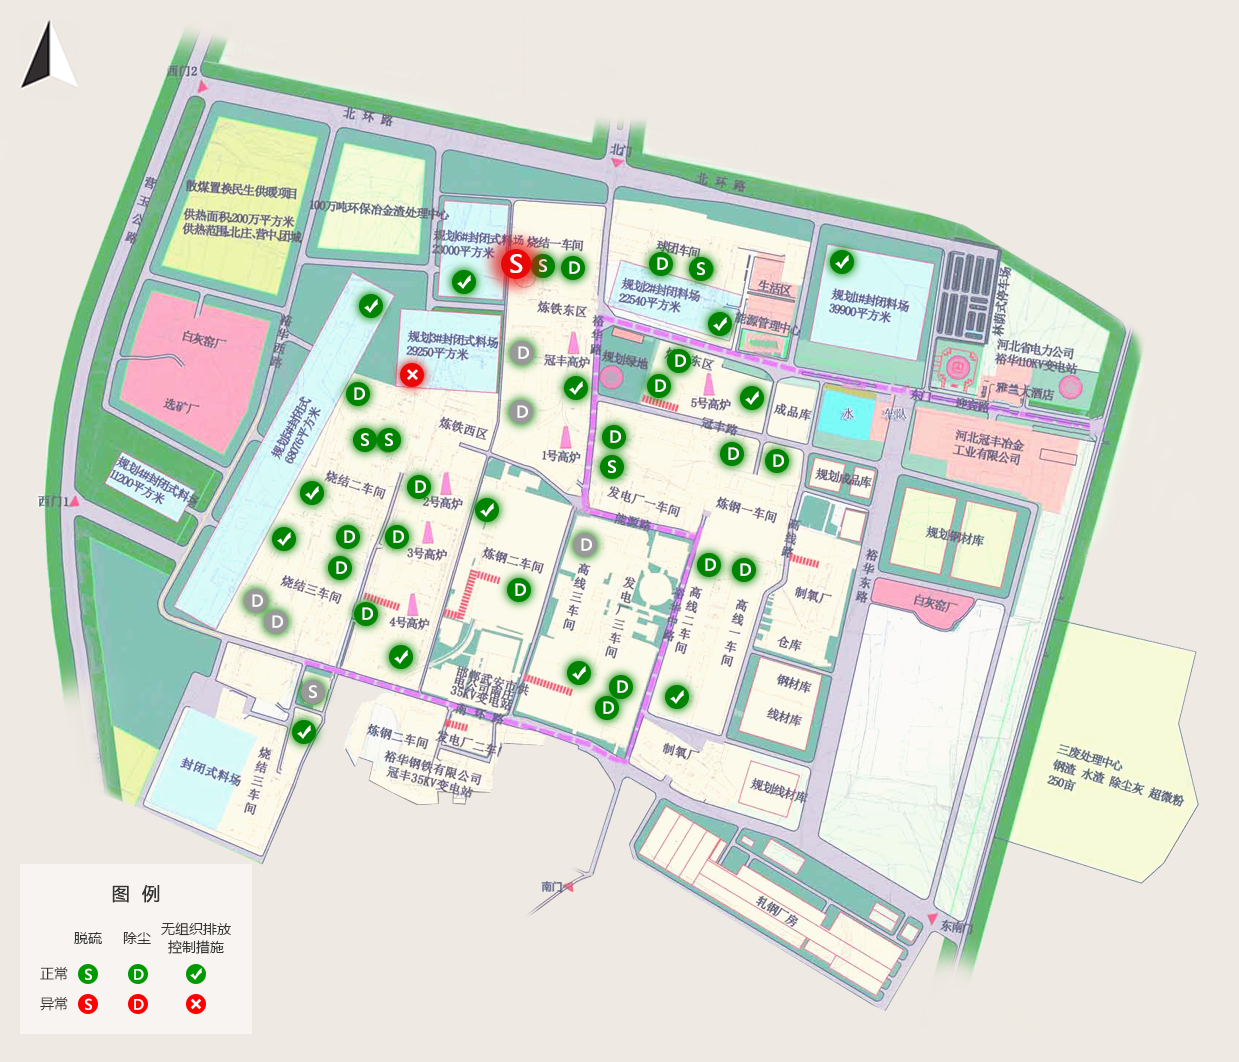 西门2
北 环 路
北门
北 环 路
营玉公路
散煤置换民生供暖项目
供热面积:200万平方米
供热范围:北庄、营中团城
100万吨环保冶金渣处理中心
规划6#封闭式料场
23000平方米
烧结一车间
球团车间
规划2#封闭料场
22540平方米
生活区
能源管理中心
规划1#封闭料场
39900平方米
林荫式停车场
河北省电力公司
裕华110KV变电站
雅兰大酒店
迎宾路
东门
白灰窑厂
选矿厂
裕华西路
规划3#封闭式料场
29250平方米
炼铁东区
冠丰高炉
裕华路
规划绿地
东区
5号高炉
成品库
水
车队
河北冠丰冶金
工业有限公司
规划5#封闭式
68076平方米
炼铁西区
1号高炉
冠丰路
规划成品库
规划4#封闭式料场
11200平方米
西门1
烧结二车间
2号高炉
3号高炉
发电厂一车间
能源路
炼钢一车间
高线路
裕华东路
规划钢材库
烧结三车间
4号高炉
炼钢二车间
高线三车间
发电厂三车间
裕华中路
高线二车间
高线一车间
制氧厂
仓库
白灰窑厂
钢材库
线材库
邯郸武安市供
电公司南庄
35KV变电站
南 环 路
炼钢二车间
发电厂二车间
裕华钢铁有限公司
冠丰35KV变电站
封闭式料场
烧结三车间
制氧厂
规划线材库
三废处理中心
钢渣 水渣 除尘灰 超微粉
250亩
南门
轧钢厂房
东南门
图 例
脱硫 除尘 无组织排放
控制措施
正常 S D
异常 S D